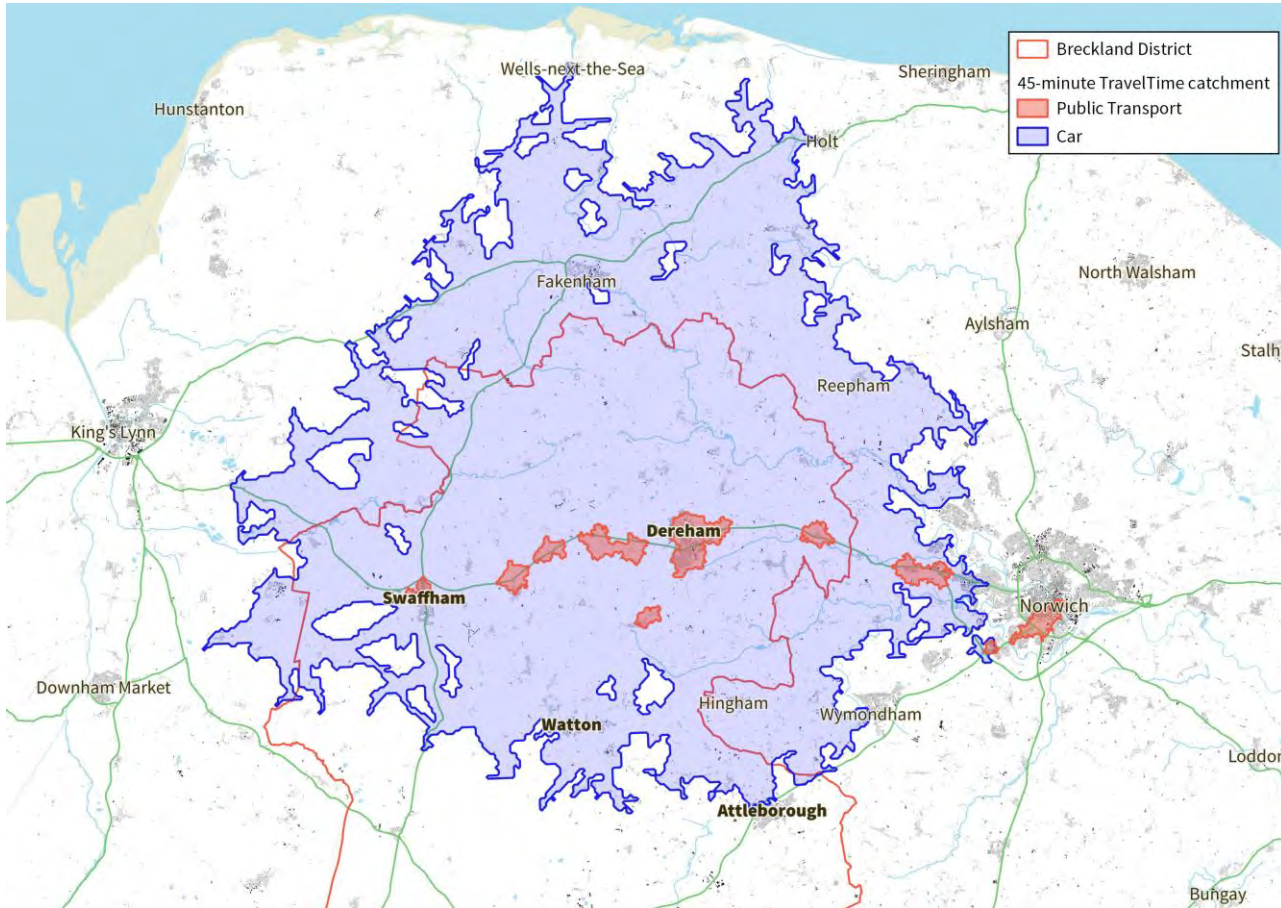 Breckland District
45-minute TravelTime catchment
Public Transport
Car
Wells-next-the-Sea
Sheringham
Hunstanton
Holt
Fakenham
North Walsham
Aylsham
Stalh
Reepham
King's Lynn
Dereham
Swaffham
Norwich
Downham Market
Hingham
Wymondham
Watton
Loddon
Attleborough
Bungay